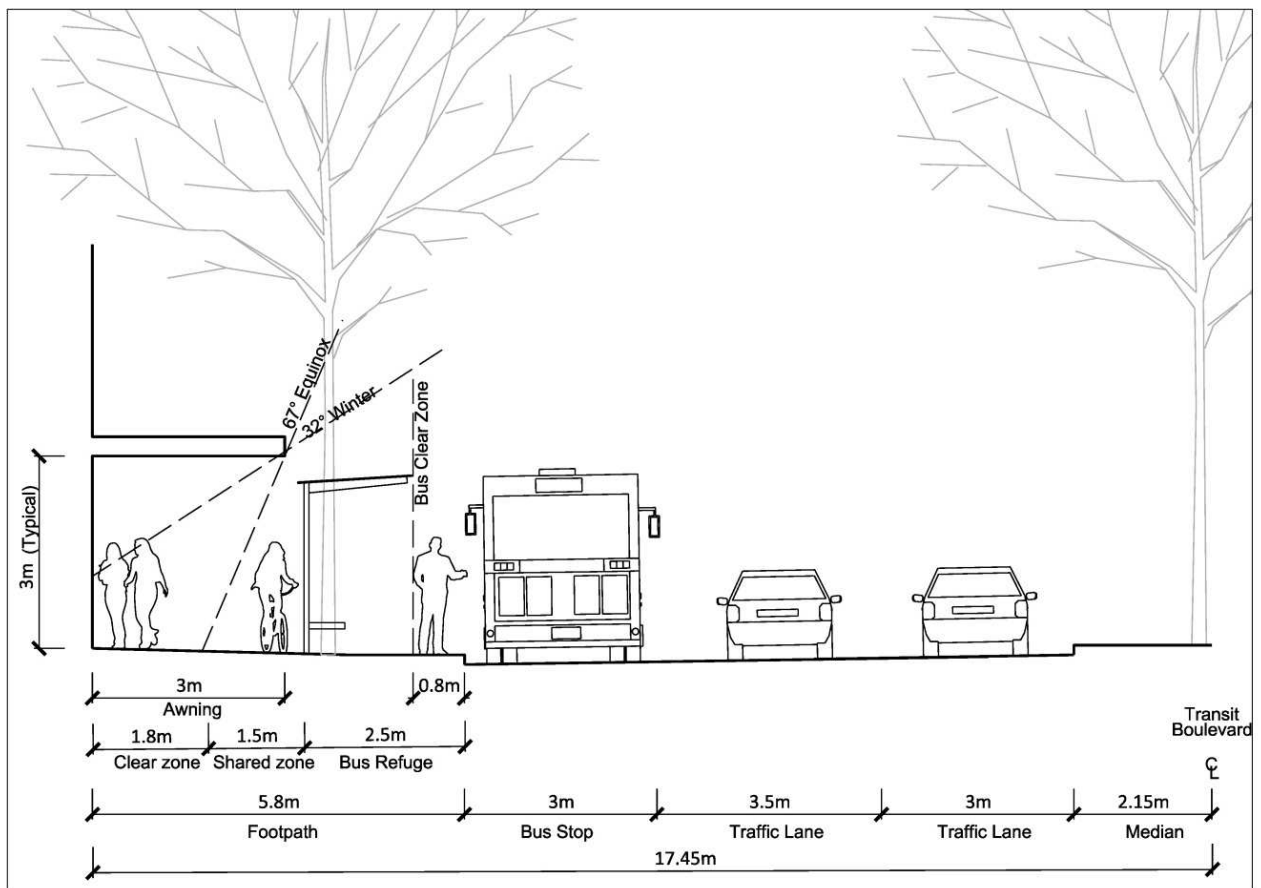 67° Equinox
32° Winter
Bus Clear Zone
3m (Typical)
3m
Awning
0.8m
1.8m
Clear zone
1.5m
Shared zone
2.5m
Bus Refuge
Transit
Boulevard
℄
5.8m
Footpath
3m
Bus Stop
3.5m
Traffic Lane
3m
Traffic Lane
2.15m
Median
17.45m